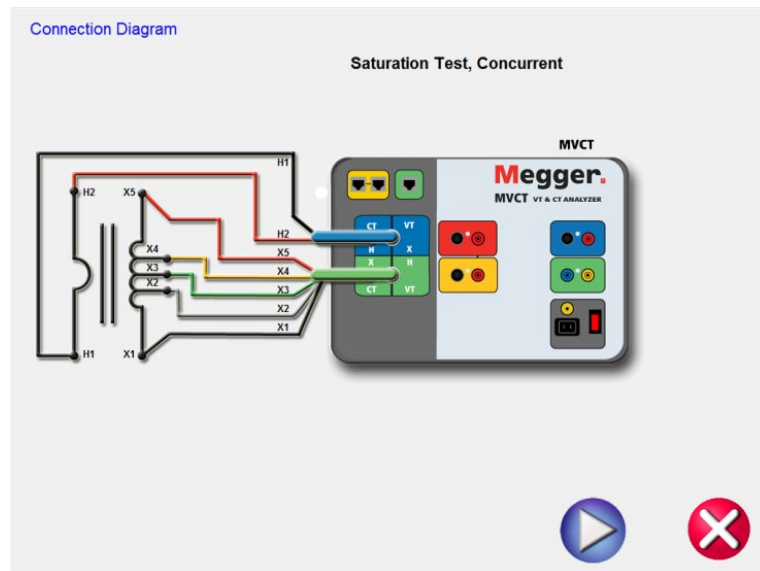 Connection Diagram
Saturation Test, Concurrent
MVCT
H1
Megger.
MVCT VT & CT ANALYZER
H2
X5
CT
VT
H2
H
X
X5
X4
X
H
X4
X3
X3
CT
VT
X2
X2
X1
H1
X1